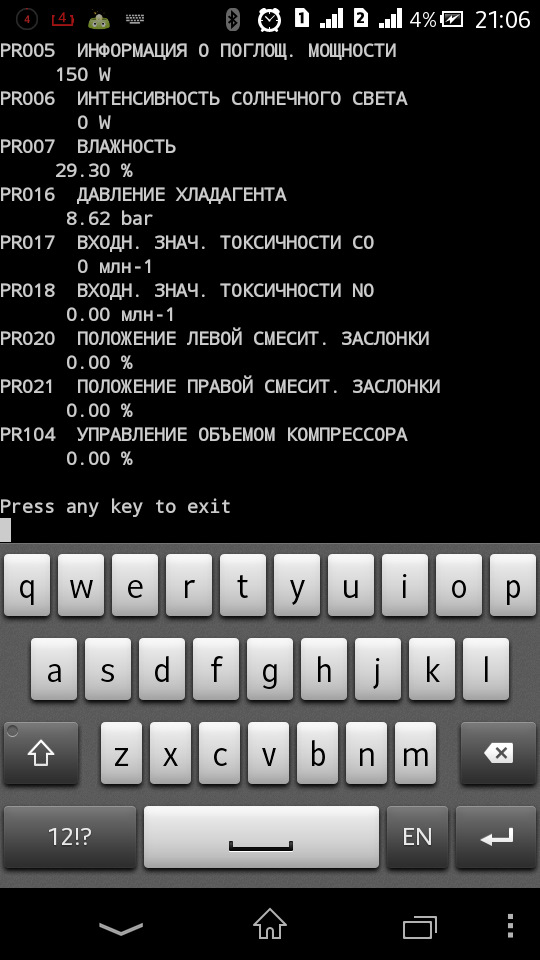 4 4 1 2 4% 21:06
PR005 ИНФОРМАЦИЯ О ПОГЛОЩ. МОЩНОСТИ
150 W
PR006 ИНТЕНСИВНОСТЬ СОЛНЕЧНОГО СВЕТА
0 W
PR007 ВЛАЖНОСТЬ
29.30 %
PR016 ДАВЛЕНИЕ ХЛАДАГЕНТА
8.62 bar
PR017 ВХОДН. ЗНАЧ. ТОКСИЧНОСТИ CO
0 млн-1
PR018 ВХОДН. ЗНАЧ. ТОКСИЧНОСТИ NO
0.00 млн-1
PR020 ПОЛОЖЕНИЕ ЛЕВОЙ СМЕСИТ. ЗАСЛОНКИ
0.00 %
PR021 ПОЛОЖЕНИЕ ПРАВОЙ СМЕСИТ. ЗАСЛОНКИ
0.00 %
PR104 УПРАВЛЕНИЕ ОБЪЕМОМ КОМПРЕССОРА
0.00 %
Press any key to exit
q w e r t y u i o p
a s d f g h j k l
z x c v b n m
12!? EN